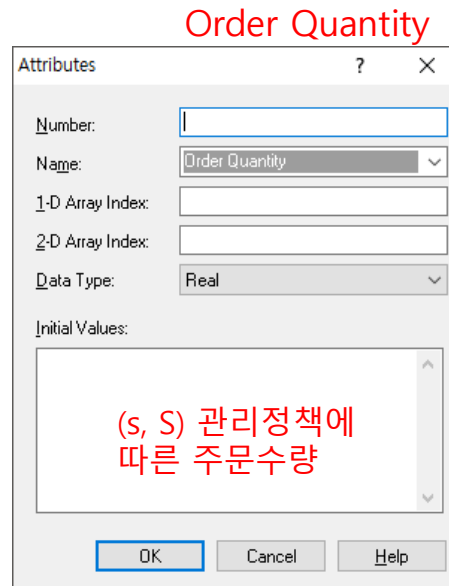 Order Quantity
Attributes ? ×
Number:
Name: Order Quantity
1-D Array Index:
2-D Array Index:
Data Type: Real
Initial Values:
(s, S) 관리정책에
따른 주문수량
OK Cancel Help